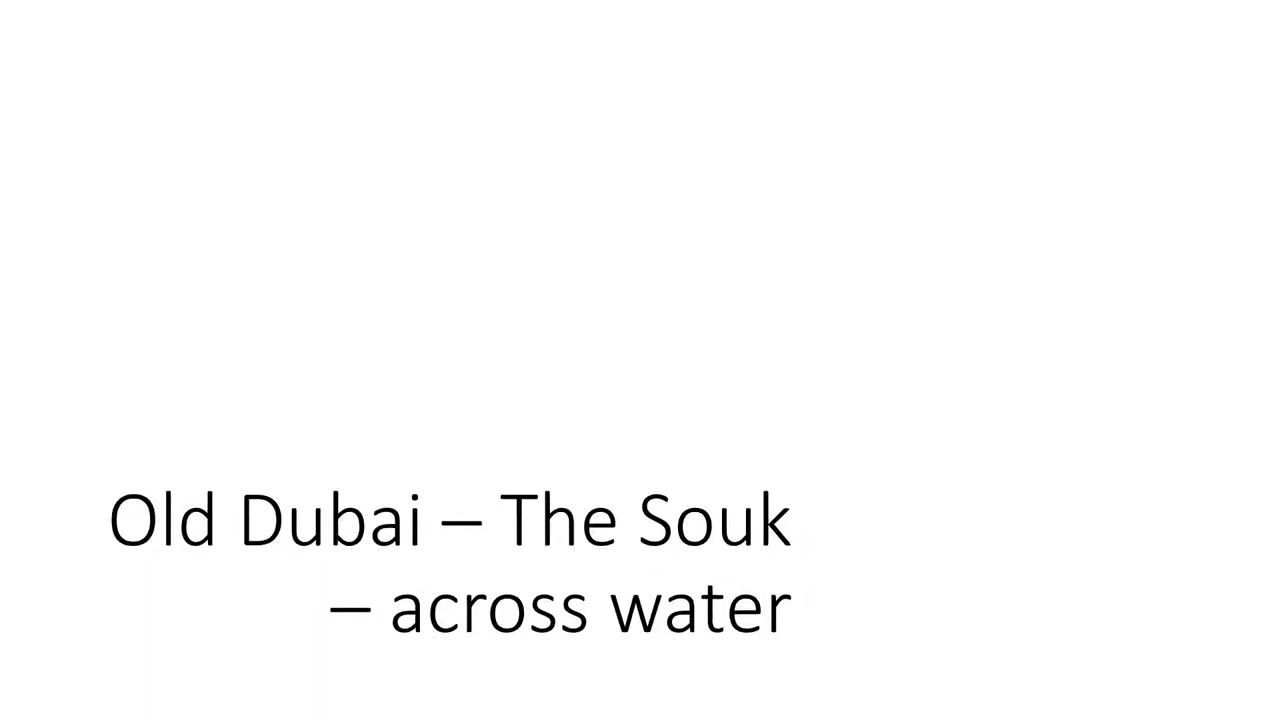 Old Dubai – The Souk
– across water